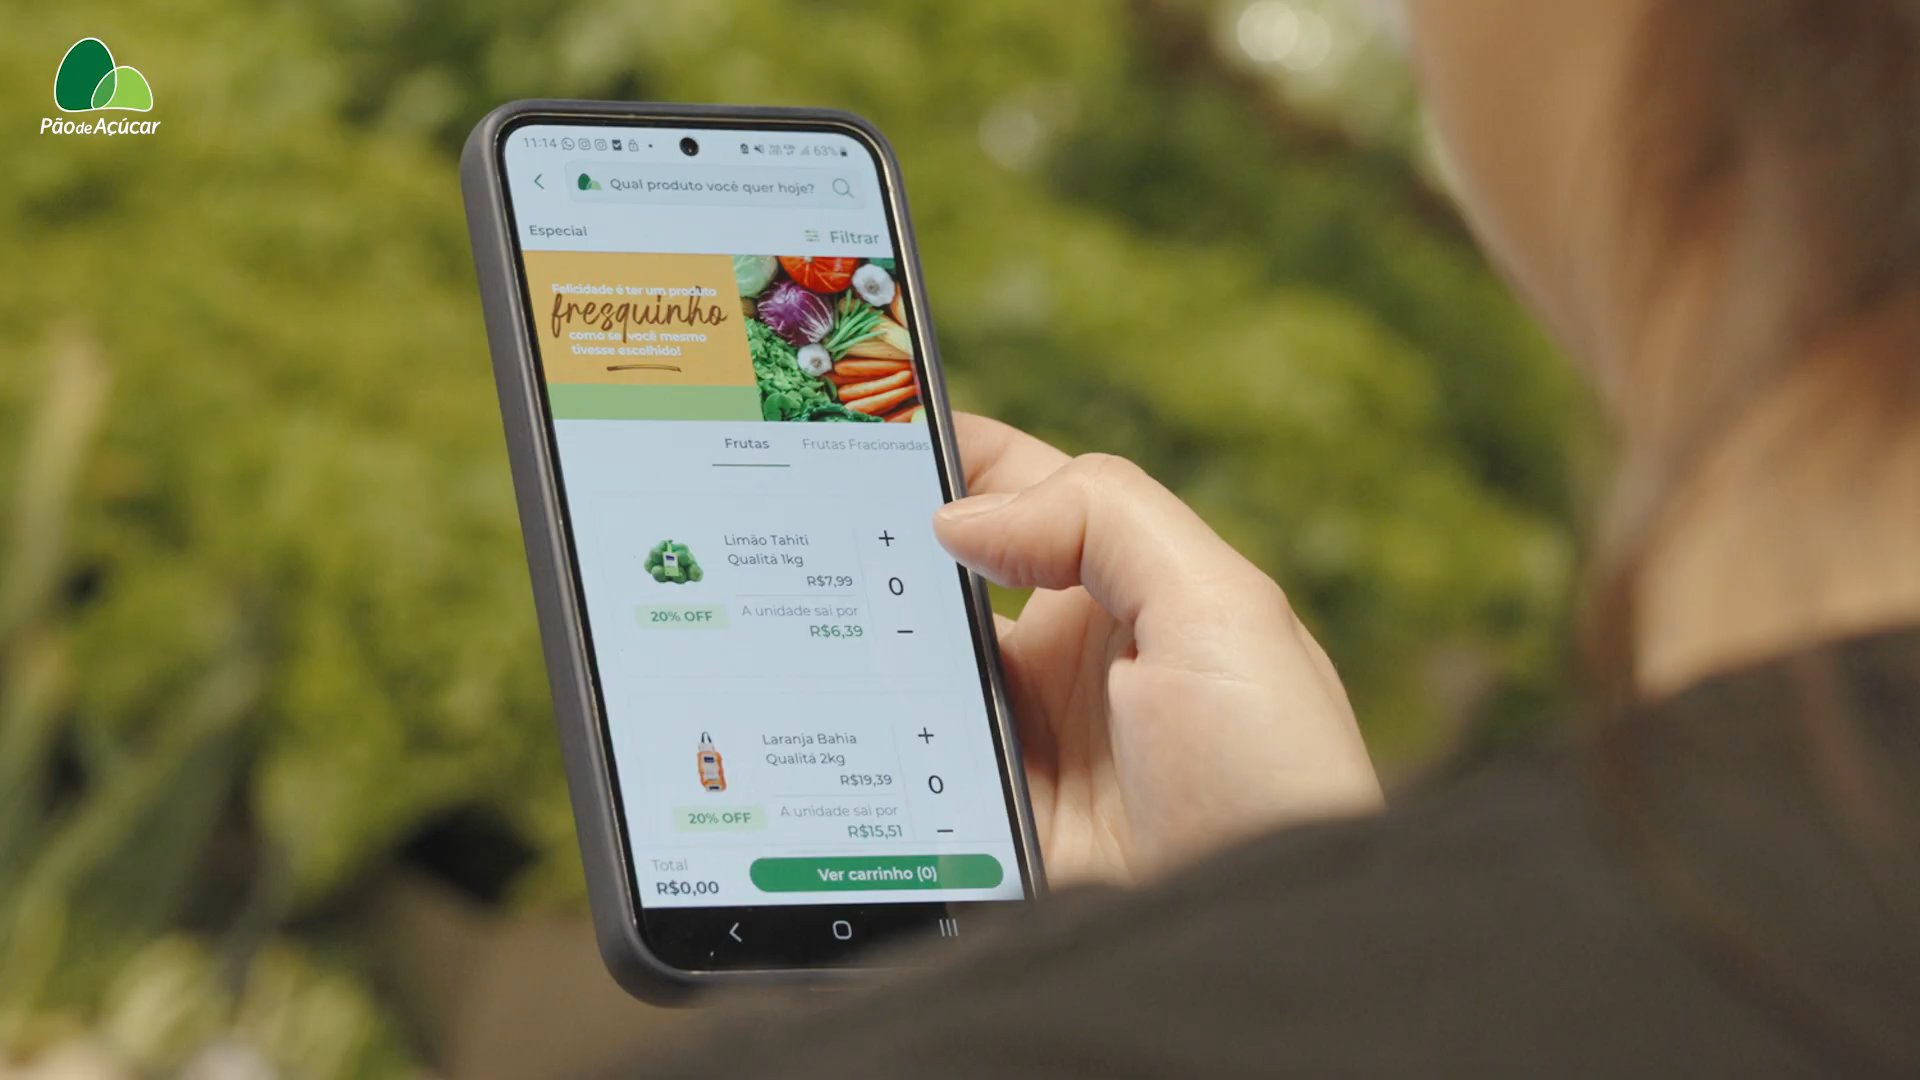 Pão de Açúcar
11:14
63%
Qual produto você quer hoje?
Especial
Filtrar
Felicidade é ter um produto
fresquinho
como se você mesmo
tivesse escolhido!
Frutas
Frutas Fracionadas
Limão Tahiti
Qualitá 1kg
R$7,99
20% OFF
A unidade sai por
R$6,39
+
0
−
Laranja Bahia
Qualitá 2kg
R$19,39
20% OFF
A unidade sai por
R$15,51
+
0
−
Total
R$0,00
Ver carrinho (0)